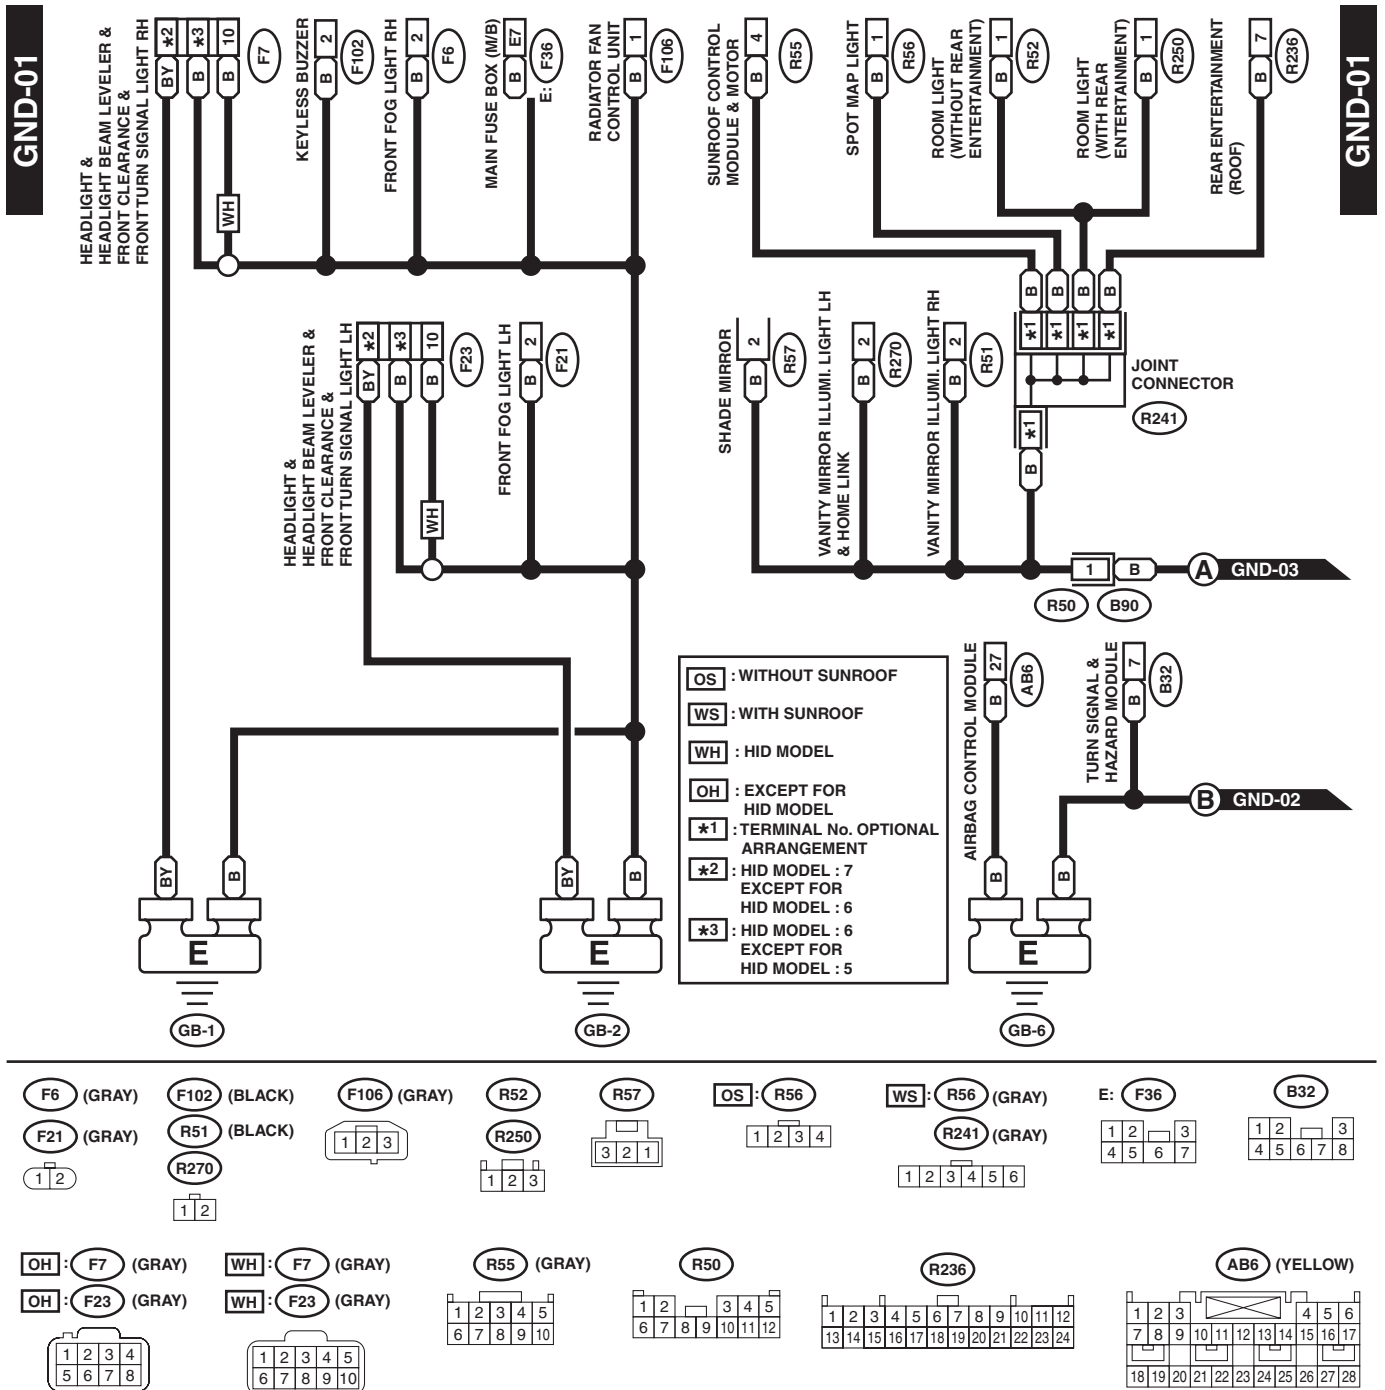 GND-01
GND-01
HEADLIGHT &
HEADLIGHT BEAM LEVELER &
FRONT CLEARANCE &
FRONT TURN SIGNAL LIGHT RH
*2 *3 10
BY B B
F7
WH
KEYLESS BUZZER
2
B
F102
FRONT FOG LIGHT RH
2
B
F6
MAIN FUSE BOX (M/B)
E7
B
E: F36
RADIATOR FAN
CONTROL UNIT
1
B
F106
SUNROOF CONTROL
MODULE & MOTOR
4
B
R55
SPOT MAP LIGHT
1
B
R56
ROOM LIGHT
(WITHOUT REAR
ENTERTAINMENT)
1
B
R52
ROOM LIGHT
(WITH REAR
ENTERTAINMENT)
1
B
R250
REAR ENTERTAINMENT
(ROOF)
7
B
R236
B B B B
*1 *1 *1 *1
JOINT
CONNECTOR
R241
*1
B
HEADLIGHT &
HEADLIGHT BEAM LEVELER &
FRONT CLEARANCE &
FRONT TURN SIGNAL LIGHT LH
*2 *3 10
BY B B
F23
WH
FRONT FOG LIGHT LH
2
B
F21
SHADE MIRROR
2
B
R57
VANITY MIRROR ILLUMI. LIGHT LH
& HOME LINK
2
B
R270
VANITY MIRROR ILLUMI. LIGHT RH
2
B
R51
1 B A GND-03
R50 B90
OS : WITHOUT SUNROOF
WS : WITH SUNROOF
WH : HID MODEL
OH : EXCEPT FOR
HID MODEL
*1 : TERMINAL No. OPTIONAL
ARRANGEMENT
*2 : HID MODEL : 7
EXCEPT FOR
HID MODEL : 6
*3 : HID MODEL : 6
EXCEPT FOR
HID MODEL : 5
AIRBAG CONTROL MODULE
27
B
AB6
TURN SIGNAL &
HAZARD MODULE
7
B
B32
B GND-02
BY B
E
GB-1
BY B
E
GB-2
B B
E
GB-6
F6 (GRAY)
F21 (GRAY)
1 2
F102 (BLACK)
R51 (BLACK)
R270
1 2
F106 (GRAY)
1 2 3
R52
R250
1 2 3
R57
3 2 1
OS : R56
1 2 3 4
WS : R56 (GRAY)
R241 (GRAY)
1 2 3 4 5 6
E: F36
1 2 3
4 5 6 7
B32
1 2 3
4 5 6 7 8
OH : F7 (GRAY)
OH : F23 (GRAY)
1 2 3 4
5 6 7 8
WH : F7 (GRAY)
WH : F23 (GRAY)
1 2 3 4 5
6 7 8 9 10
R55 (GRAY)
1 2 3 4 5
6 7 8 9 10
R50
1 2 3 4 5
6 7 8 9 10 11 12
R236
1 2 3 4 5 6 7 8 9 10 11 12
13 14 15 16 17 18 19 20 21 22 23 24
AB6 (YELLOW)
1 2 3 4 5 6
7 8 9 10 11 12 13 14 15 16 17
18 19 20 21 22 23 24 25 26 27 28